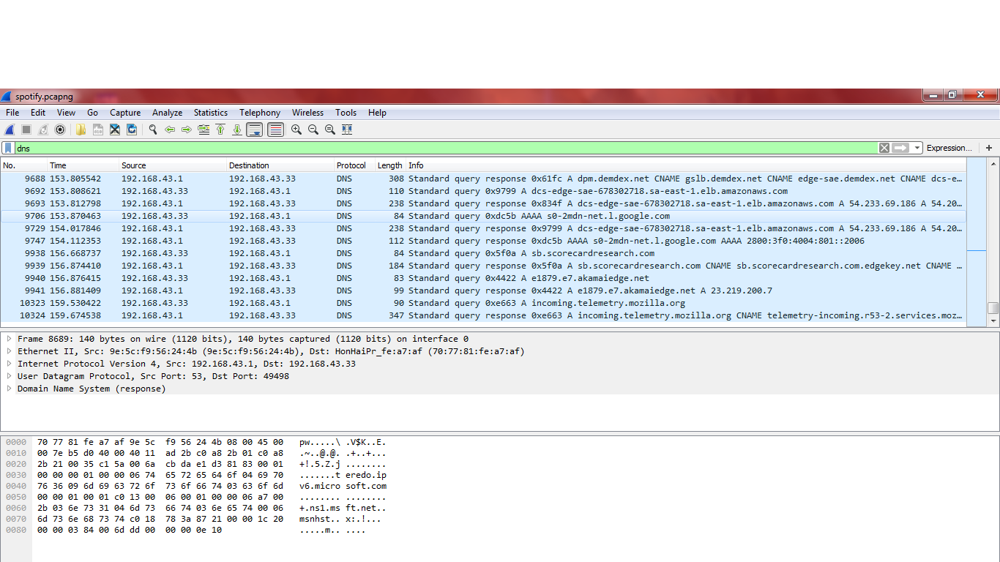 spotify.pcapng
File Edit View Go Capture Analyze Statistics Telephony Wireless Tools Help
dns Expression... +
No. Time Source Destination Protocol Length Info
9688 153.805542 192.168.43.1 192.168.43.33 DNS 308 Standard query response 0x61fc A dpm.demdex.net CNAME gslb.demdex.net CNAME edge-sae.demdex.net CNAME dcs-e…
9692 153.808621 192.168.43.33 192.168.43.1 DNS 110 Standard query 0x9799 A dcs-edge-sae-678302718.sa-east-1.elb.amazonaws.com
9693 153.812798 192.168.43.1 192.168.43.33 DNS 238 Standard query response 0x834f A dcs-edge-sae-678302718.sa-east-1.elb.amazonaws.com A 54.233.69.186 A 54.20…
9706 153.870463 192.168.43.33 192.168.43.1 DNS 84 Standard query 0xdc5b AAAA s0-2mdn-net.l.google.com
9729 154.017846 192.168.43.1 192.168.43.33 DNS 238 Standard query response 0x9799 A dcs-edge-sae-678302718.sa-east-1.elb.amazonaws.com A 54.233.69.186 A 54.20…
9747 154.112353 192.168.43.1 192.168.43.33 DNS 112 Standard query response 0xdc5b AAAA s0-2mdn-net.l.google.com AAAA 2800:3f0:4004:801::2006
9938 156.668737 192.168.43.33 192.168.43.1 DNS 84 Standard query 0x5f0a A sb.scorecardresearch.com
9939 156.874410 192.168.43.1 192.168.43.33 DNS 184 Standard query response 0x5f0a A sb.scorecardresearch.com CNAME sb.scorecardresearch.com.edgekey.net CNAME …
9940 156.876415 192.168.43.33 192.168.43.1 DNS 83 Standard query 0x4422 A e1879.e7.akamaiedge.net
9941 156.881409 192.168.43.1 192.168.43.33 DNS 99 Standard query response 0x4422 A e1879.e7.akamaiedge.net A 23.219.200.7
10323 159.530422 192.168.43.33 192.168.43.1 DNS 90 Standard query 0xe663 A incoming.telemetry.mozilla.org
10324 159.674538 192.168.43.1 192.168.43.33 DNS 347 Standard query response 0xe663 A incoming.telemetry.mozilla.org CNAME telemetry-incoming.r53-2.services.moz…
Frame 8689: 140 bytes on wire (1120 bits), 140 bytes captured (1120 bits) on interface 0
Ethernet II, Src: 9e:5c:f9:56:24:4b (9e:5c:f9:56:24:4b), Dst: HonHaiPr_fe:a7:af (70:77:81:fe:a7:af)
Internet Protocol Version 4, Src: 192.168.43.1, Dst: 192.168.43.33
User Datagram Protocol, Src Port: 53, Dst Port: 49498
Domain Name System (response)
0000 70 77 81 fe a7 af 9e 5c f9 56 24 4b 08 00 45 00 pw.....\ .V$K..E.
0010 00 7e b5 d0 40 00 40 11 ad 2b c0 a8 2b 01 c0 a8 .~..@.@. .+..+...
0020 2b 21 00 35 c1 5a 00 6a cb da e1 d3 81 83 00 01 +!.5.Z.j ........
0030 00 00 00 01 00 00 06 74 65 72 65 64 6f 04 69 70 .......t eredo.ip
0040 76 36 09 6d 69 63 72 6f 73 6f 66 74 03 63 6f 6d v6.micro soft.com
0050 00 00 01 00 01 c0 13 00 06 00 01 00 00 06 a7 00 ........ ........
0060 2b 03 6e 73 31 04 6d 73 66 74 03 6e 65 74 00 06 +.ns1.ms ft.net..
0070 6d 73 6e 68 73 74 c0 18 78 3a 87 21 00 00 1c 20 msnhst.. x:.!...
0080 00 00 03 84 00 6d dd 00 00 00 0e 10 .....m.. ....